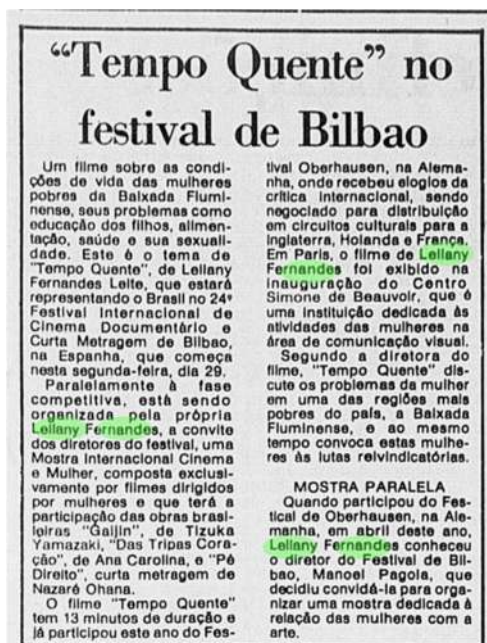 “Tempo Quente” no
festival de Bilbao
Um filme sobre as condi-
ções de vida das mulheres
pobres da Baixada Flumi-
nense, seus problemas como
educação dos filhos, alimen-
tação, saúde e sua sexuali-
dade. Este é o tema de
"Tempo Quente", de Leilany
Fernandes Leite, que estará
representando o Brasil no 24º
Festival Internacional de
Cinema Documentário e
Curta Metragem de Bilbao,
na Espanha, que começa
nesta segunda-feira, dia 29.
Paralelamente à fase
competitiva, está sendo
organizada pela própria
Leilany Fernandes, a convite
dos diretores do festival, uma
Mostra Internacional Cinema
e Mulher, composta exclusi-
vamente por filmes dirigidos
por mulheres e que terá a
participação das obras brasi-
leiras "Gaijin", de Tizuka
Yamazaki, "Das Tripas Cora-
ção", de Ana Carolina, e "Pé
Direito", curta metragem de
Nazaré Ohana.
O filme "Tempo Quente"
tem 13 minutos de duração e
já participou este ano do Fes-
tival Oberhausen, na Alema-
nha, onde recebeu elogios da
crítica internacional, sendo
negociado para distribuição
em circuitos culturais para a
Inglaterra, Holanda e França.
Em Paris, o filme de Leilany
Fernandes foi exibido na
inauguração do Centro
Simone de Beauvoir, que é
uma instituição dedicada às
atividades das mulheres na
área de comunicação visual.
Segundo a diretora do
filme, "Tempo Quente" dis-
cute os problemas da mulher
em uma das regiões mais
pobres do país, a Baixada
Fluminense, e ao mesmo
tempo convoca estas mulhe-
res às lutas reivindicatórias.
MOSTRA PARALELA
Quando participou do Fes-
tical de Oberhausen, na Ale-
manha, em abril deste ano,
Leilany Fernandes conheceu
o diretor do Festival de Bil-
bao, Manoel Pagola, que
decidiu convidá-la para orga-
nizar uma mostra dedicada à
relação das mulheres com a
arte.